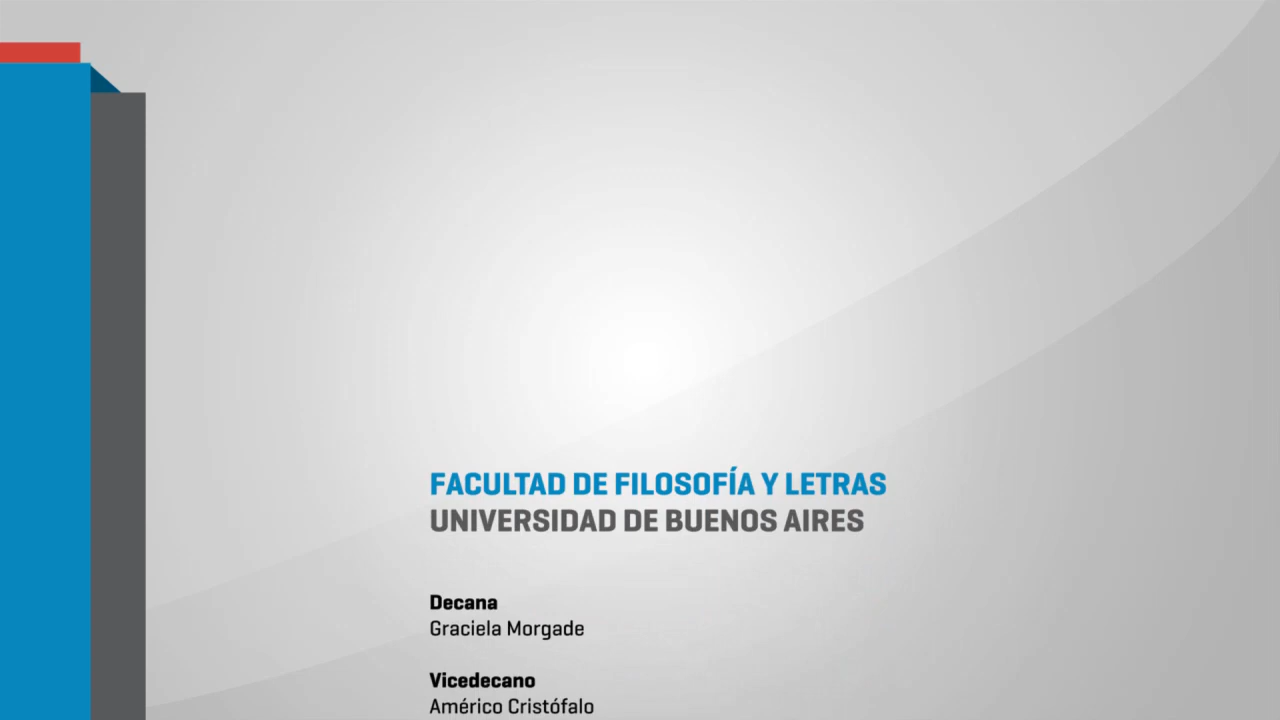 FACULTAD DE FILOSOFÍA Y LETRAS
UNIVERSIDAD DE BUENOS AIRES
Decana
Graciela Morgade
Vicedecano
Américo Cristófalo